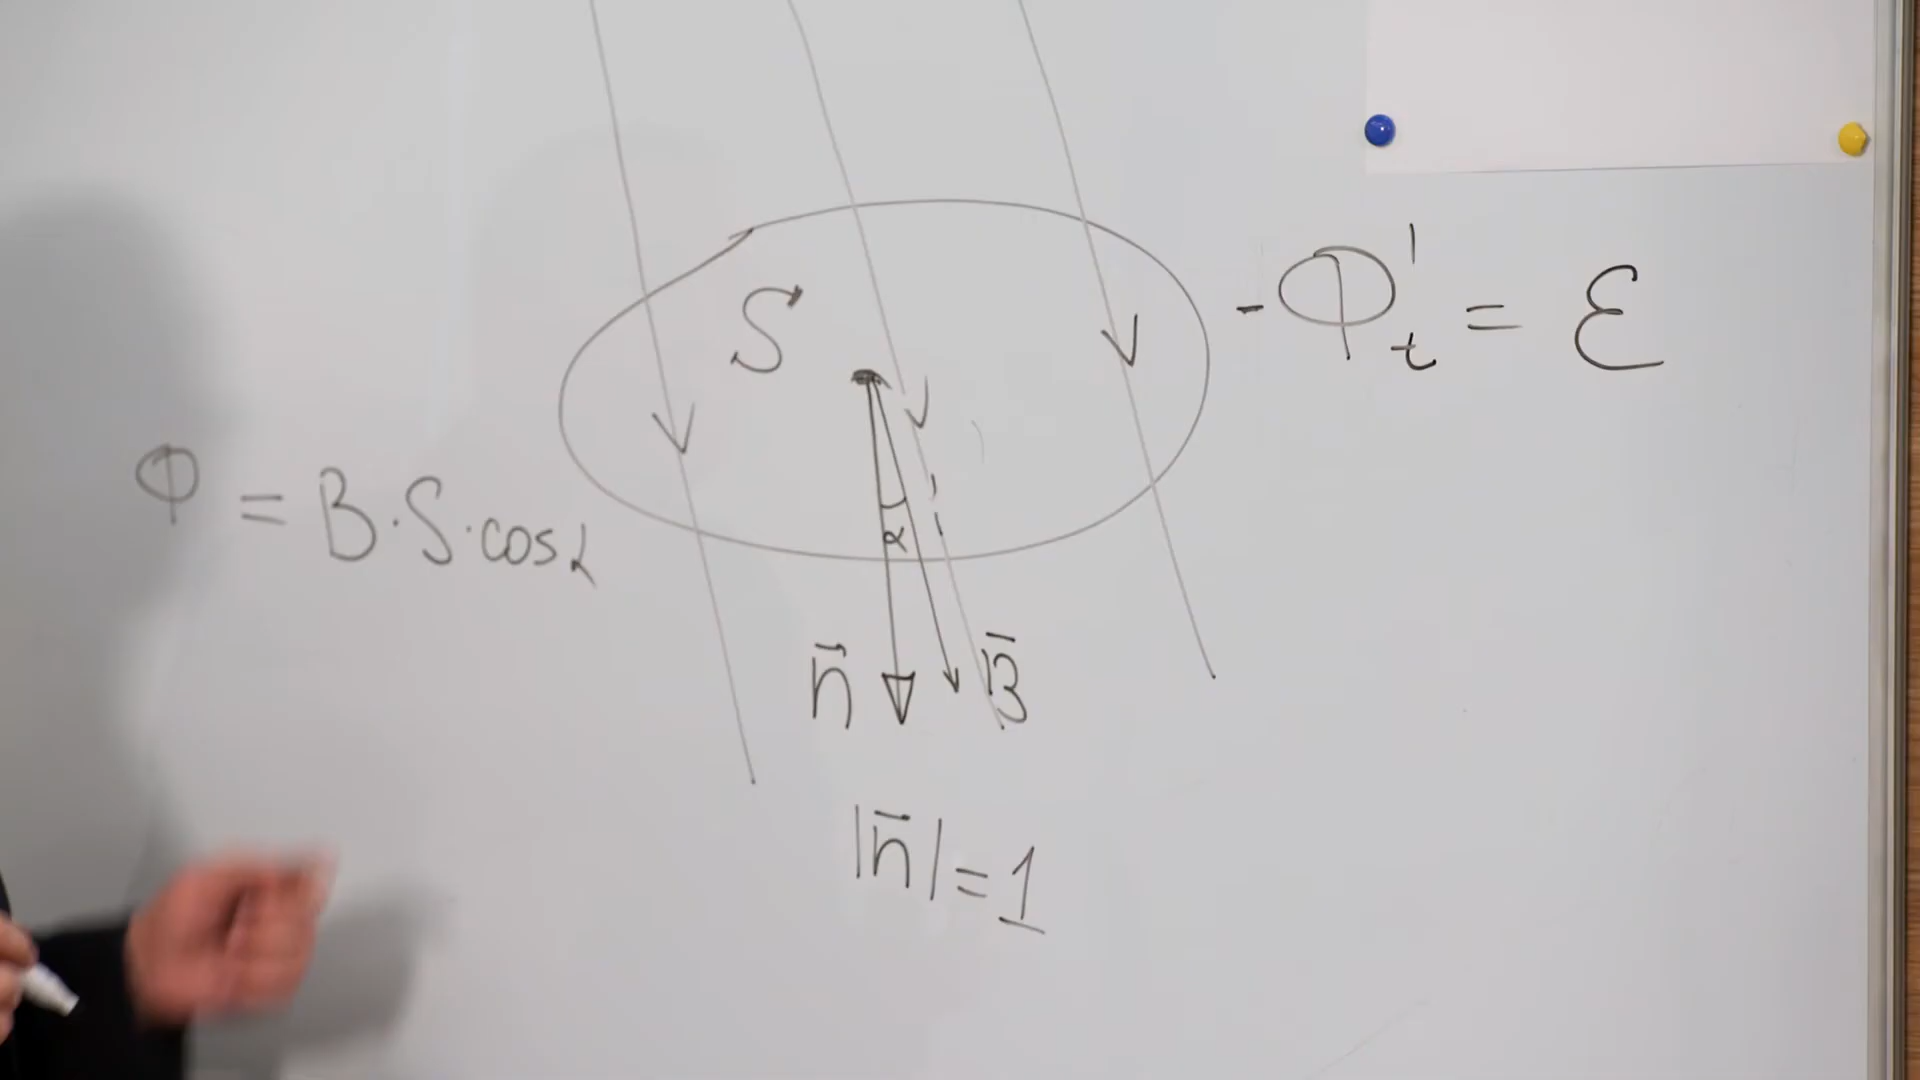 S
-Φ'ₜ = ℰ
Φ = B·S·cosα
α
n̄
B̄
|n̄| = 1